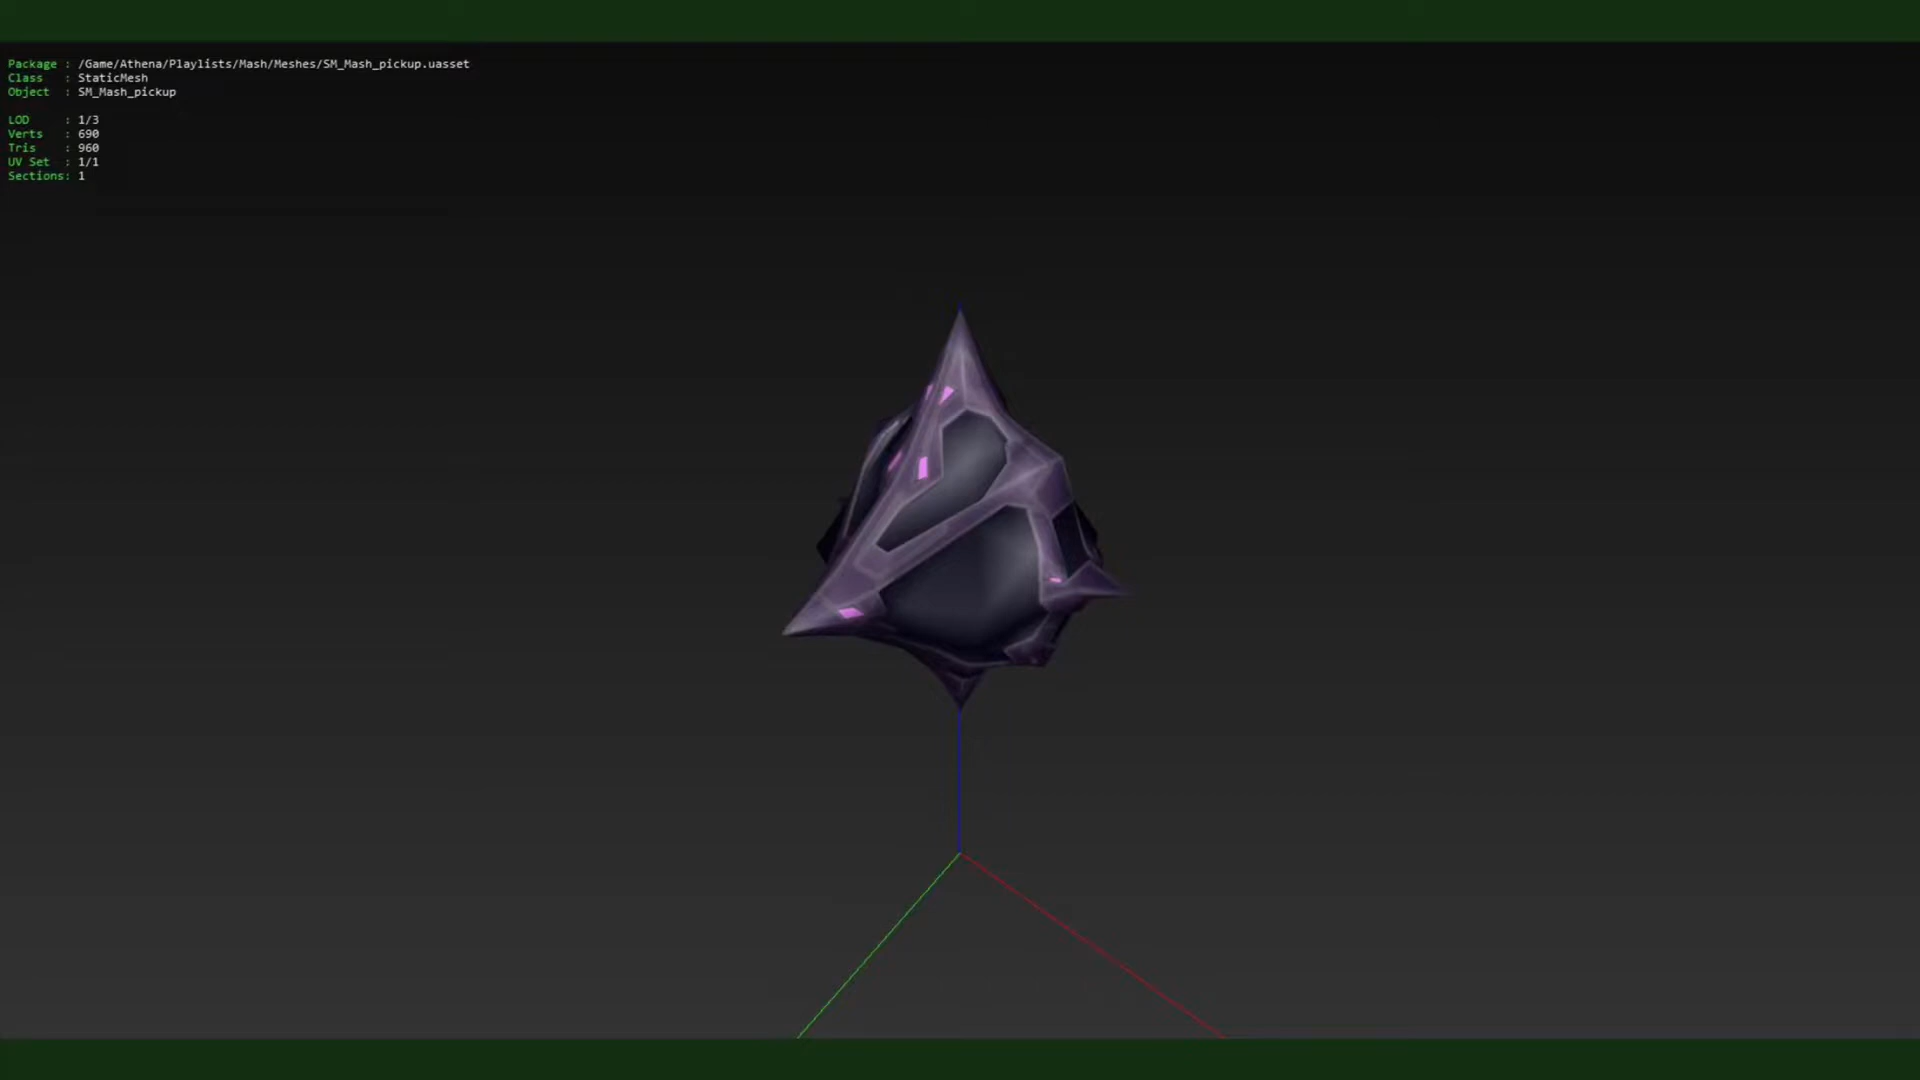 Package : /Game/Athena/Playlists/Mash/Meshes/SM_Mash_pickup.uasset
Class : StaticMesh
Object : SM_Mash_pickup
LOD : 1/3
Verts : 690
Tris : 960
UV Set : 1/1
Sections: 1